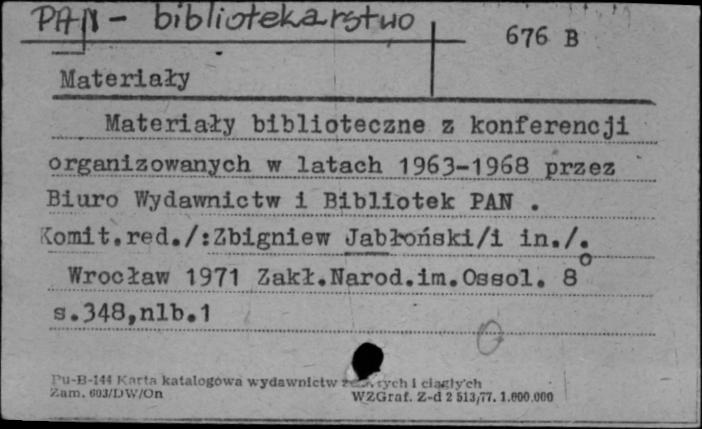 PAN - bibliotekarstwo
676 B
Materiały
Materiały biblioteczne z konferencji
organizowanych w latach 1963-1968 przez
Biuro Wydawnictw i Bibliotek PAN .
Komit.red./:Zbigniew Jabłoński/i in./.
Wrocław 1971 Zakł.Narod.im.Ossol. 8°
s.348,nlb.1
Pu-B-144 Karta katalogowa wydawnictw i ciągłych
Zam. 603/DW/On WZGraf. Z-d 2 513/77. 1.000.000